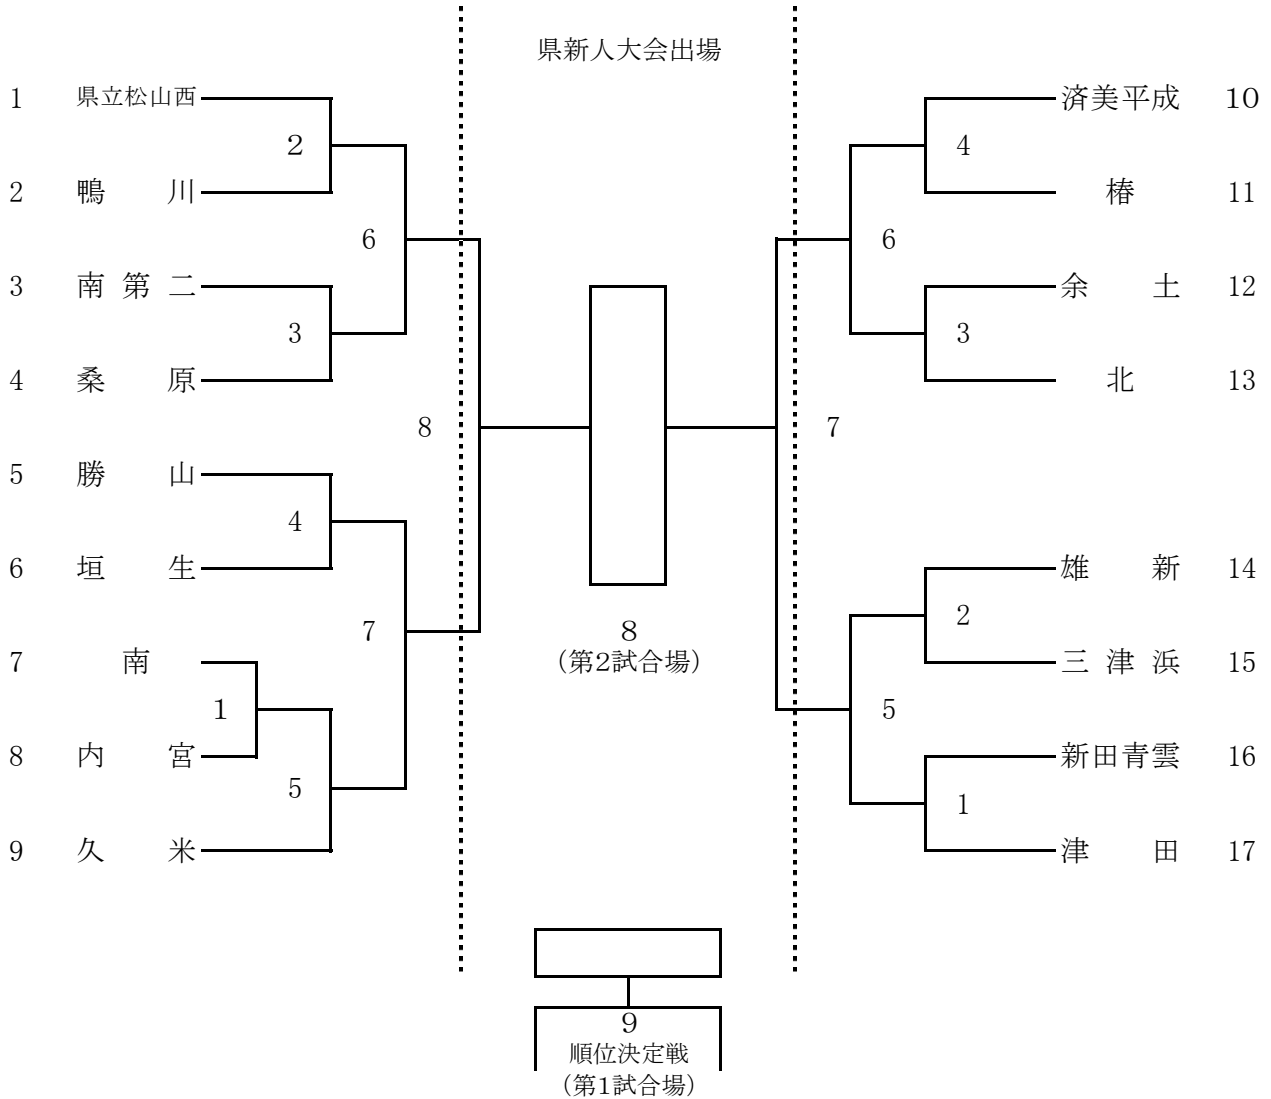 県新人大会出場
1 県立松山西
2
2 鴨川
6
3 南第二
3
4 桑原
8
5 勝山
4
6 垣生
7
7 南
1
8 内宮
5
9 久米
済美平成 10
4
椿 11
6
余土 12
3
北 13
7
雄新 14
2
三津浜 15
5
新田青雲 16
1
津田 17
8
(第2試合場)
9
順位決定戦
(第1試合場)